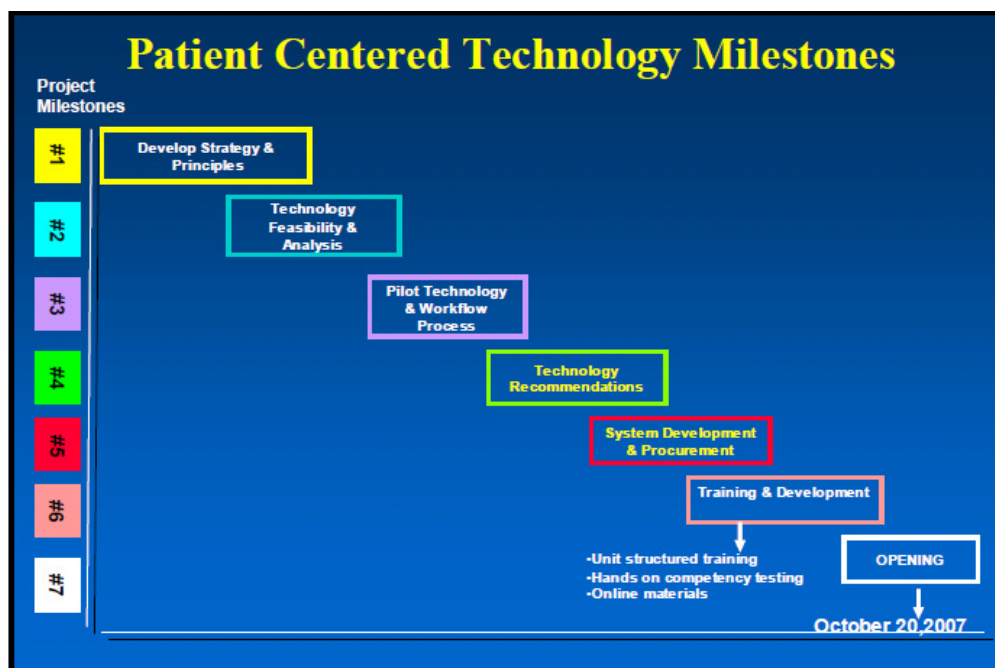 Patient Centered Technology Milestones
Project
Milestones
#1
Develop Strategy &
Principles
#2
Technology
Feasibility &
Analysis
#3
Pilot Technology
& Workflow
Process
#4
Technology
Recommendations
#5
System Development
& Procurement
#6
Training & Development
#7
•Unit structured training
•Hands on competency testing
•Online materials
OPENING
October 20,2007